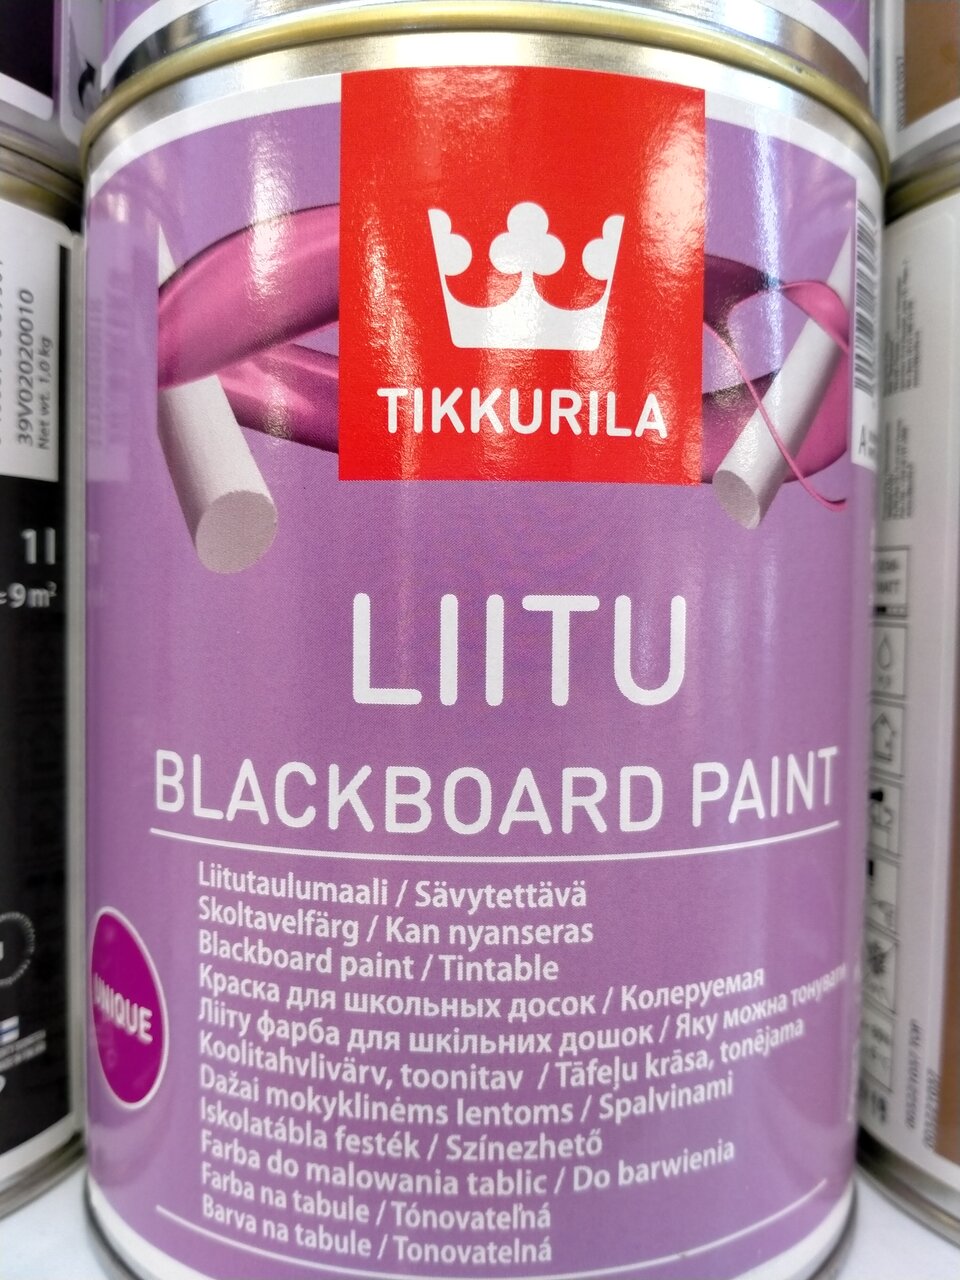 TIKKURILA
LIITU
BLACKBOARD PAINT
Liitutaulumaali / Sävytettävä
Skoltavelfärg / Kan nyanseras
Blackboard paint / Tintable
Краска для школьных досок / Колеруемая
Лііту фарба для шкільних дошок / Яку можна тонувати
Koolitahvlivärv, toonitav / Tāfeļu krāsa, tonējama
Dažai mokyklinėms lentoms / Spalvinami
Iskolatábla festék / Színezhető
Farba do malowania tablic / Do barwienia
Farba na tabule / Tónovateľná
Barva na tabule / Tonovatelná
UNIQUE
39V02020010
Net wt. 1,0 kg
1 l
= 9 m²